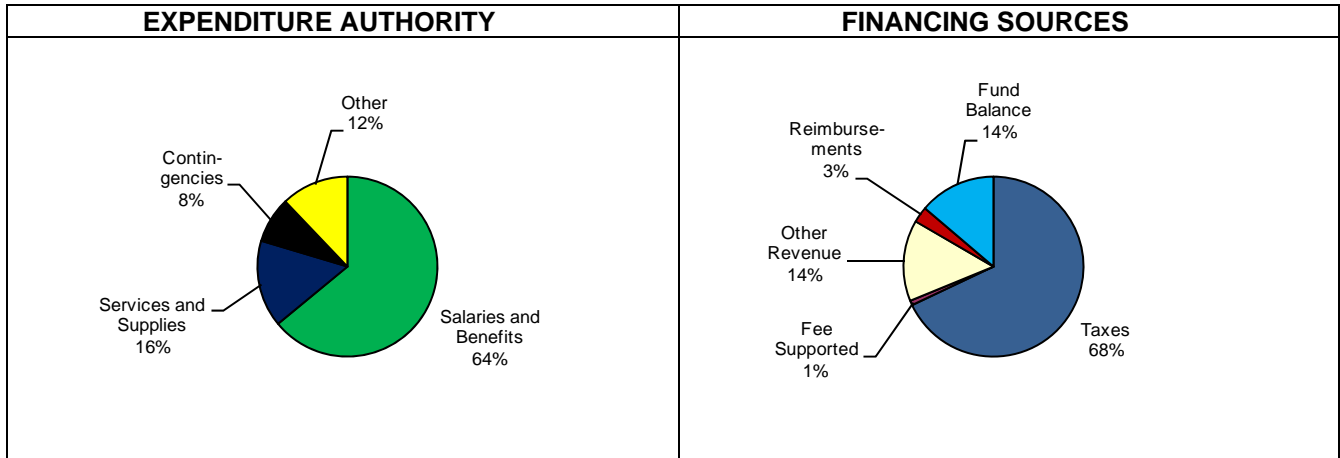 EXPENDITURE AUTHORITY
FINANCING SOURCES
Other
12%
Contin-
gencies
8%
Services and
Supplies
16%
Salaries and
Benefits
64%
Fund
Balance
14%
Reimburse-
ments
3%
Other
Revenue
14%
Fee
Supported
1%
Taxes
68%